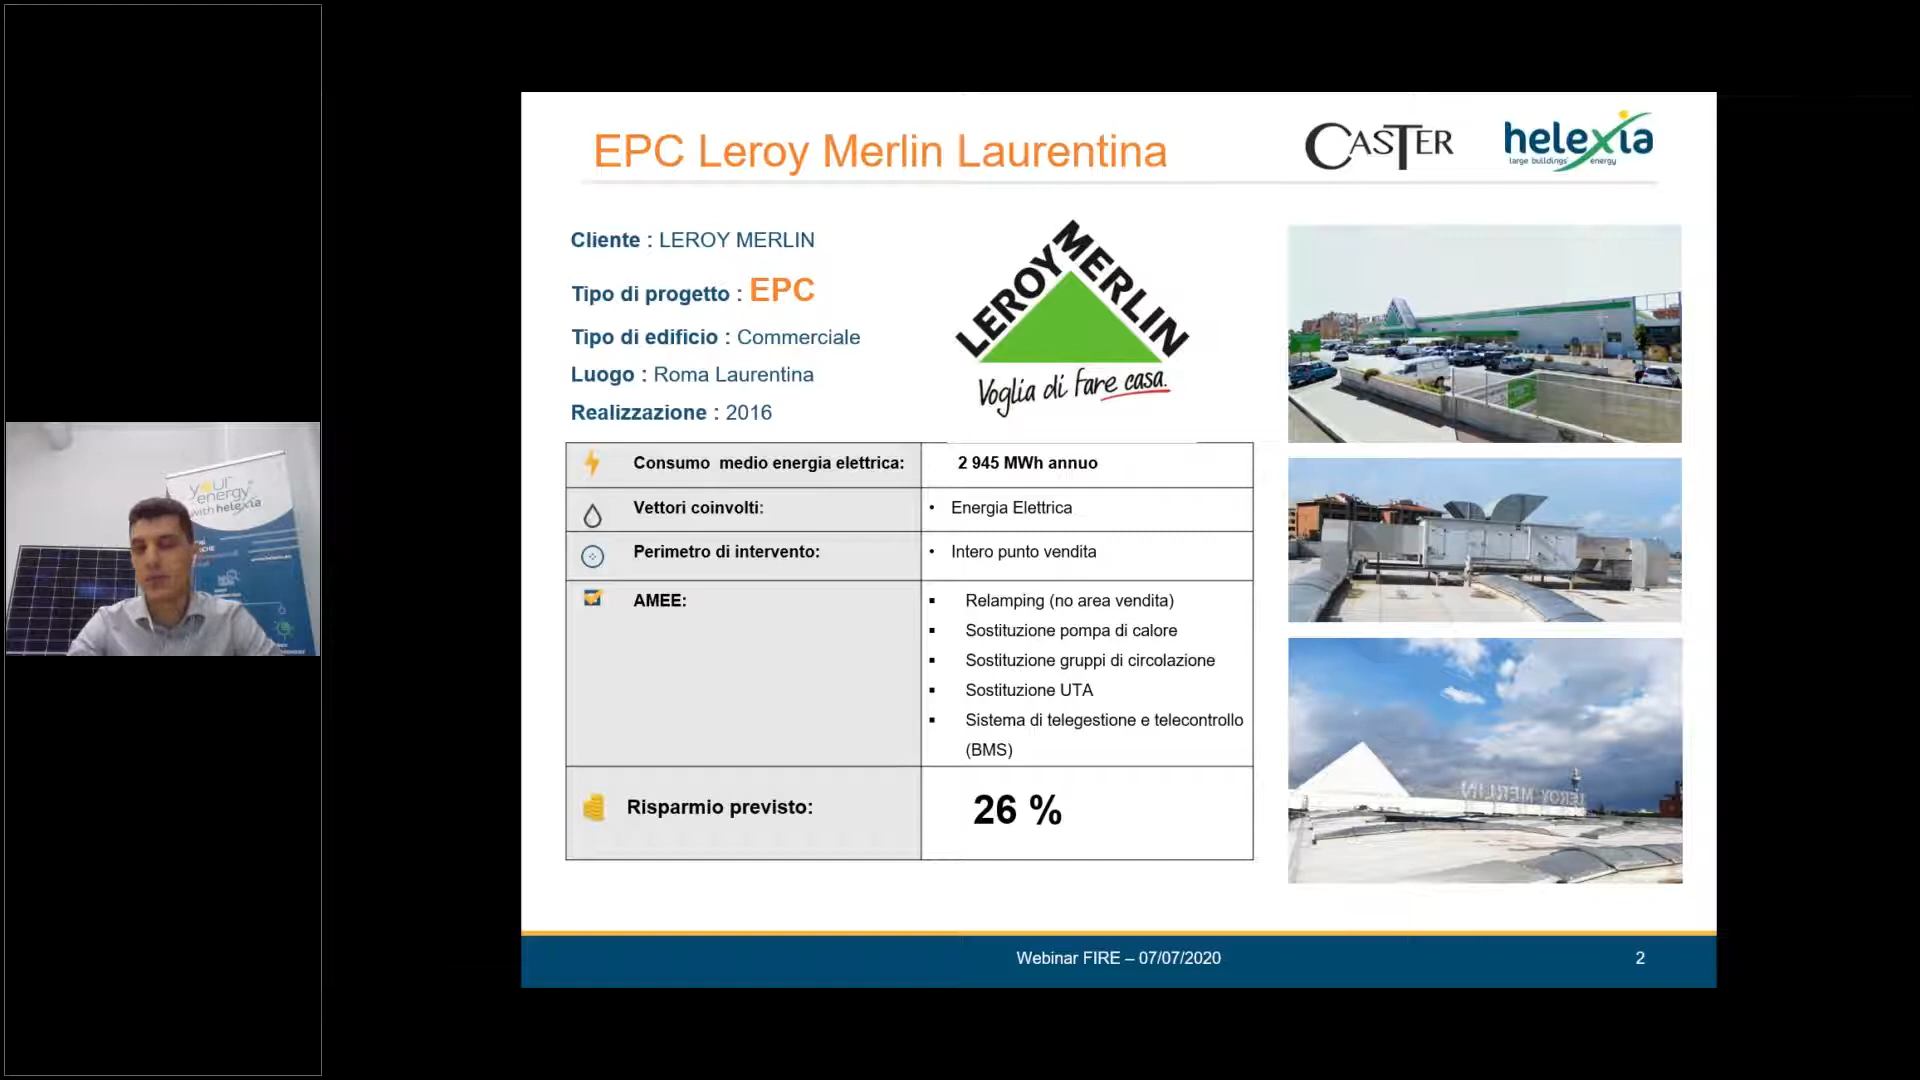 EPC Leroy Merlin Laurentina
CASTER
helexia
large buildings' energy
Cliente : LEROY MERLIN
Tipo di progetto : EPC
Tipo di edificio : Commerciale
Luogo : Roma Laurentina
Realizzazione : 2016
LEROY MERLIN
Voglia di fare casa.
Consumo medio energia elettrica: 2 945 MWh annuo
Vettori coinvolti: • Energia Elettrica
Perimetro di intervento: • Intero punto vendita
AMEE: ▪ Relamping (no area vendita)
▪ Sostituzione pompa di calore
▪ Sostituzione gruppi di circolazione
▪ Sostituzione UTA
▪ Sistema di telegestione e telecontrollo
(BMS)
Risparmio previsto: 26 %
LEROY MERLIN
Webinar FIRE – 07/07/2020
2
your
energy
with helexia